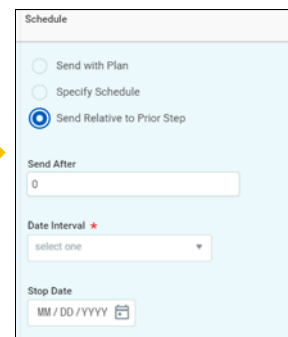 Schedule
Send with Plan
Specify Schedule
Send Relative to Prior Step
Send After
0
Date Interval *
select one
Stop Date
MM / DD / YYYY